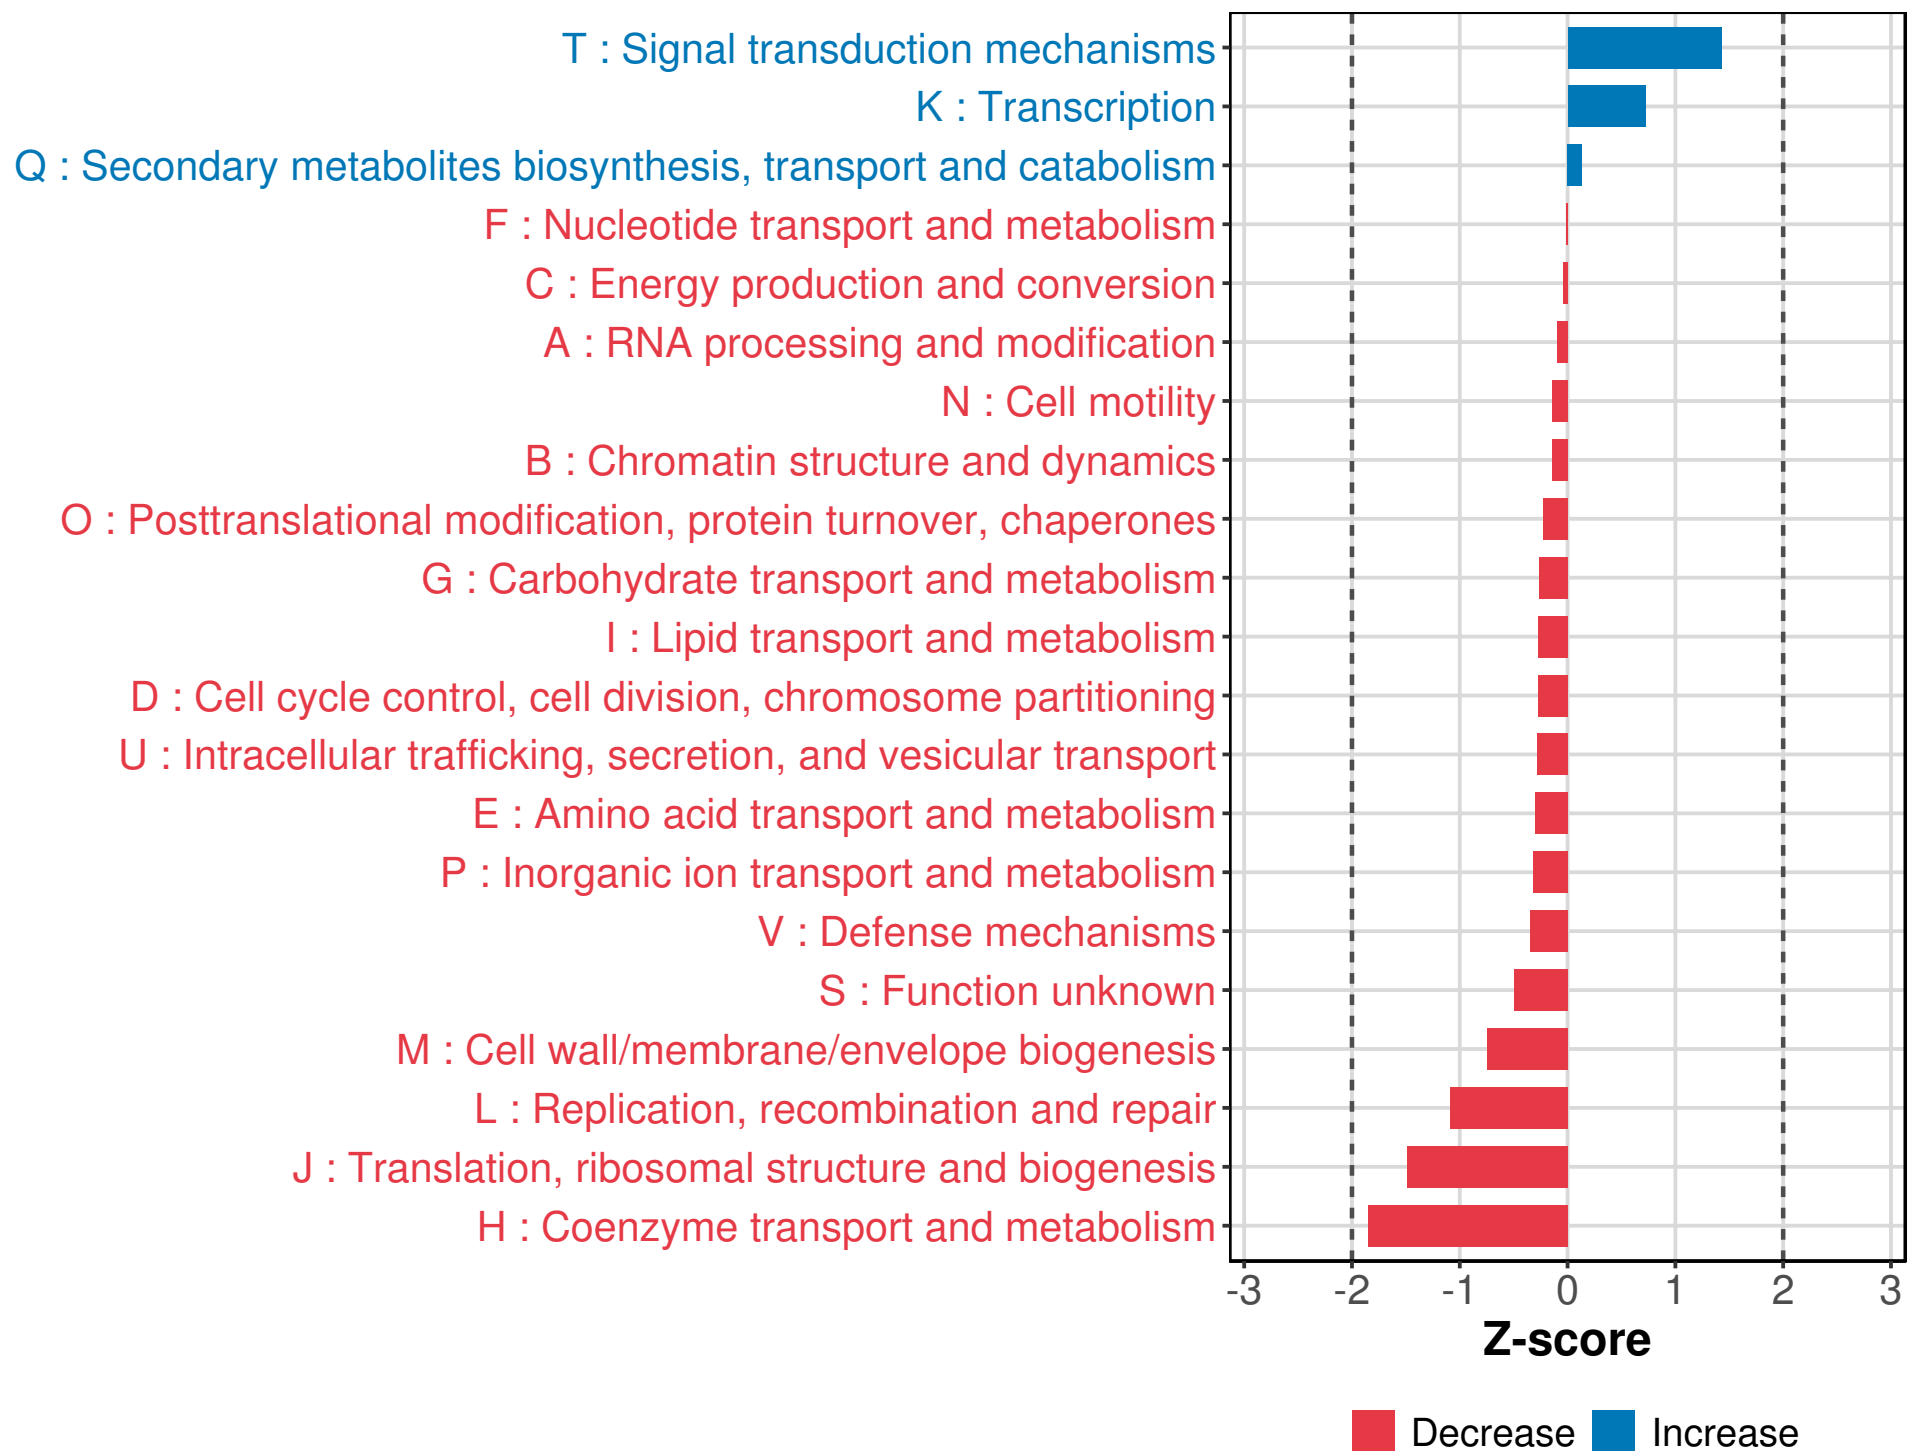 T : Signal transduction mechanisms
K : Transcription
Q : Secondary metabolites biosynthesis, transport and catabolism
F : Nucleotide transport and metabolism
C : Energy production and conversion
A : RNA processing and modification
N : Cell motility
B : Chromatin structure and dynamics
O : Posttranslational modification, protein turnover, chaperones
G : Carbohydrate transport and metabolism
I : Lipid transport and metabolism
D : Cell cycle control, cell division, chromosome partitioning
U : Intracellular trafficking, secretion, and vesicular transport
E : Amino acid transport and metabolism
P : Inorganic ion transport and metabolism
V : Defense mechanisms
S : Function unknown
M : Cell wall/membrane/envelope biogenesis
L : Replication, recombination and repair
J : Translation, ribosomal structure and biogenesis
H : Coenzyme transport and metabolism
-3 -2 -1 0 1 2 3
Z-score
Decrease Increase